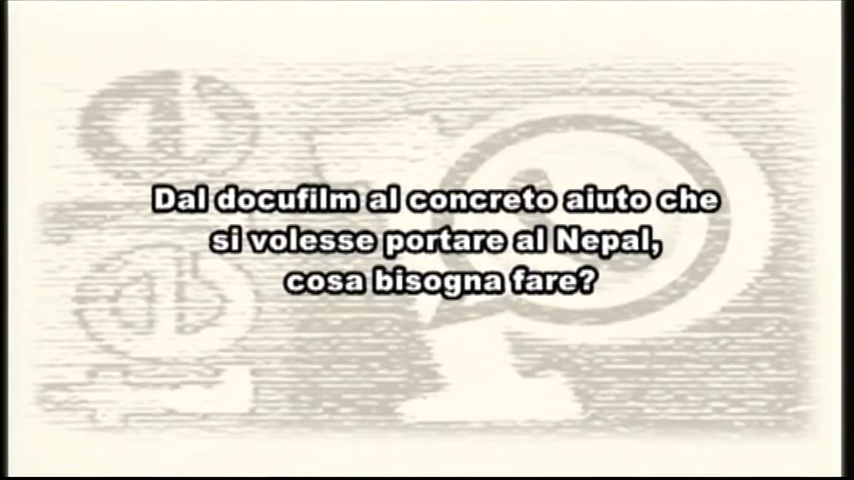 Dal docufilm al concreto aiuto che
si volesse portare al Nepal,
cosa bisogna fare?